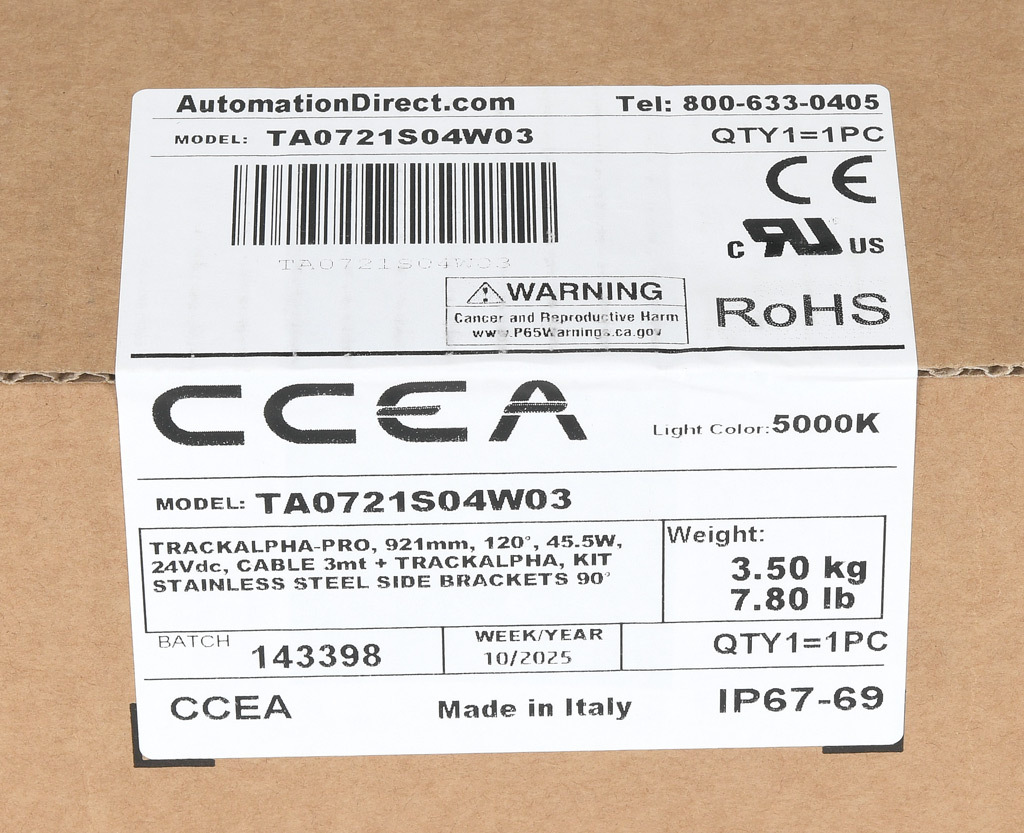 AutomationDirect.com Tel: 800-633-0405
MODEL: TA0721S04W03 QTY1=1PC
CE
TA0721S04W03
C RU US
⚠WARNING
Cancer and Reproductive Harm
www.P65Warnings.ca.gov
RoHS
CCEA
Light Color:5000K
MODEL: TA0721S04W03
TRACKALPHA-PRO, 921mm, 120°, 45.5W,
24Vdc, CABLE 3mt + TRACKALPHA, KIT
STAINLESS STEEL SIDE BRACKETS 90°
Weight:
3.50 kg
7.80 lb
BATCH 143398
WEEK/YEAR
10/2025
QTY1=1PC
CCEA Made in Italy IP67-69